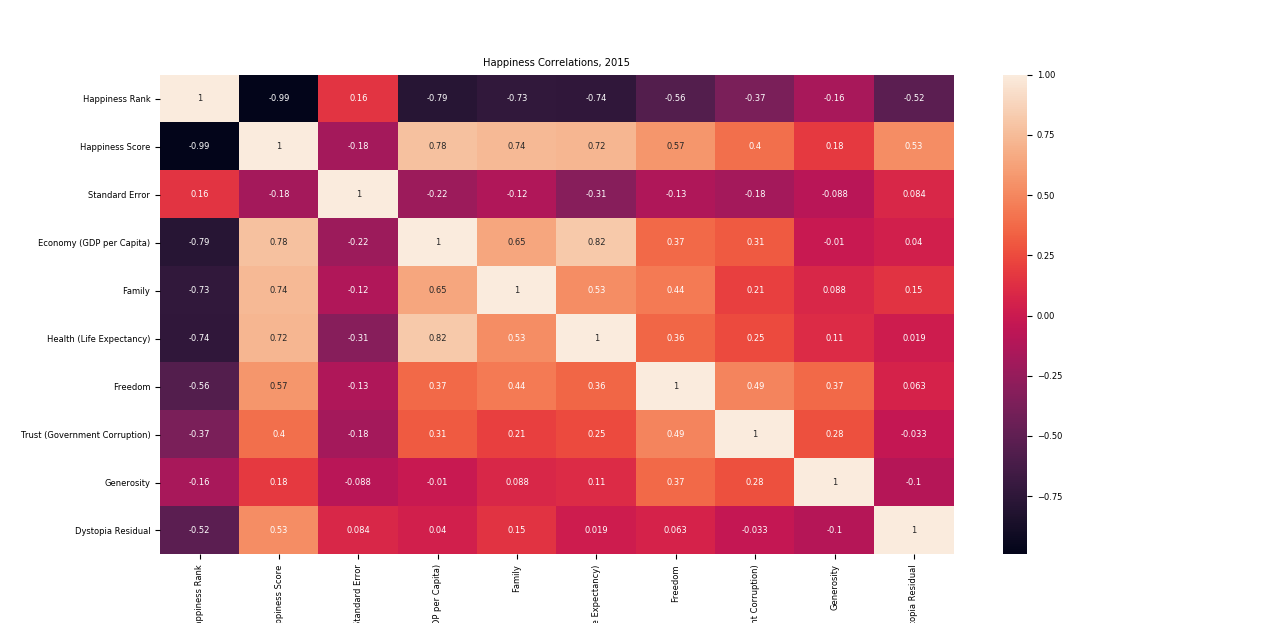 Happiness Correlations, 2015
Happiness Rank 1 -0.99 0.16 -0.79 -0.73 -0.74 -0.56 -0.37 -0.16 -0.52
Happiness Score -0.99 1 -0.18 0.78 0.74 0.72 0.57 0.4 0.18 0.53
Standard Error 0.16 -0.18 1 -0.22 -0.12 -0.31 -0.13 -0.18 -0.088 0.084
Economy (GDP per Capita) -0.79 0.78 -0.22 1 0.65 0.82 0.37 0.31 -0.01 0.04
Family -0.73 0.74 -0.12 0.65 1 0.53 0.44 0.21 0.088 0.15
Health (Life Expectancy) -0.74 0.72 -0.31 0.82 0.53 1 0.36 0.25 0.11 0.019
Freedom -0.56 0.57 -0.13 0.37 0.44 0.36 1 0.49 0.37 0.063
Trust (Government Corruption) -0.37 0.4 -0.18 0.31 0.21 0.25 0.49 1 0.28 -0.033
Generosity -0.16 0.18 -0.088 -0.01 0.088 0.11 0.37 0.28 1 -0.1
Dystopia Residual -0.52 0.53 0.084 0.04 0.15 0.019 0.063 -0.033 -0.1 1
ppiness Rank
ppiness Score
tandard Error
DP per Capita)
Family
e Expectancy)
Freedom
nt Corruption)
Generosity
opia Residual
1.00
0.75
0.50
0.25
0.00
−0.25
−0.50
−0.75